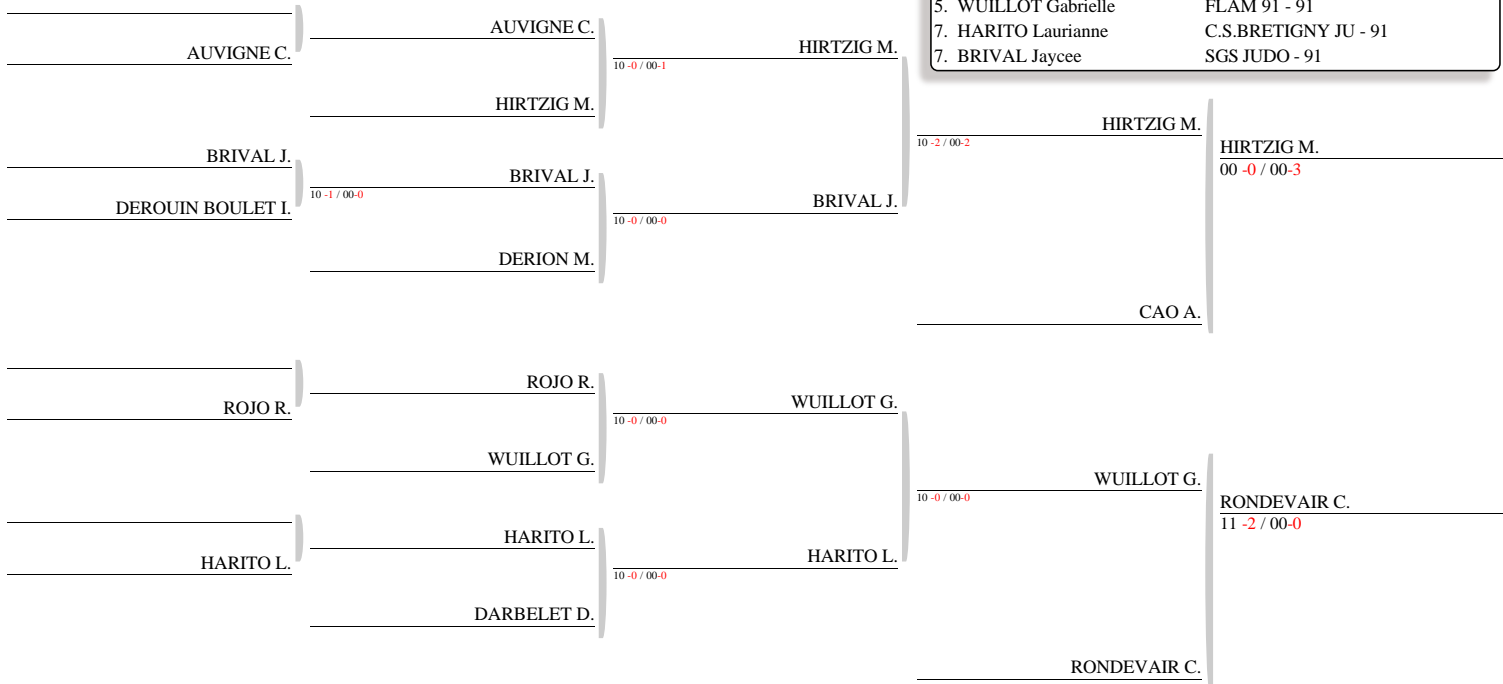 5. WUILLOT Gabrielle FLAM 91 - 91
7. HARITO Laurianne C.S.BRETIGNY JU - 91
7. BRIVAL Jaycee SGS JUDO - 91
AUVIGNE C.
AUVIGNE C.
HIRTZIG M.
10 -0 / 00-1
HIRTZIG M.
BRIVAL J.
DEROUIN BOULET I.
BRIVAL J.
10 -1 / 00-0
DERION M.
BRIVAL J.
10 -0 / 00-0
HIRTZIG M.
10 -2 / 00-2
CAO A.
HIRTZIG M.
00 -0 / 00-3
ROJO R.
ROJO R.
WUILLOT G.
WUILLOT G.
10 -0 / 00-0
HARITO L.
HARITO L.
DARBELET D.
HARITO L.
10 -0 / 00-0
WUILLOT G.
10 -0 / 00-0
RONDEVAIR C.
RONDEVAIR C.
11 -2 / 00-0